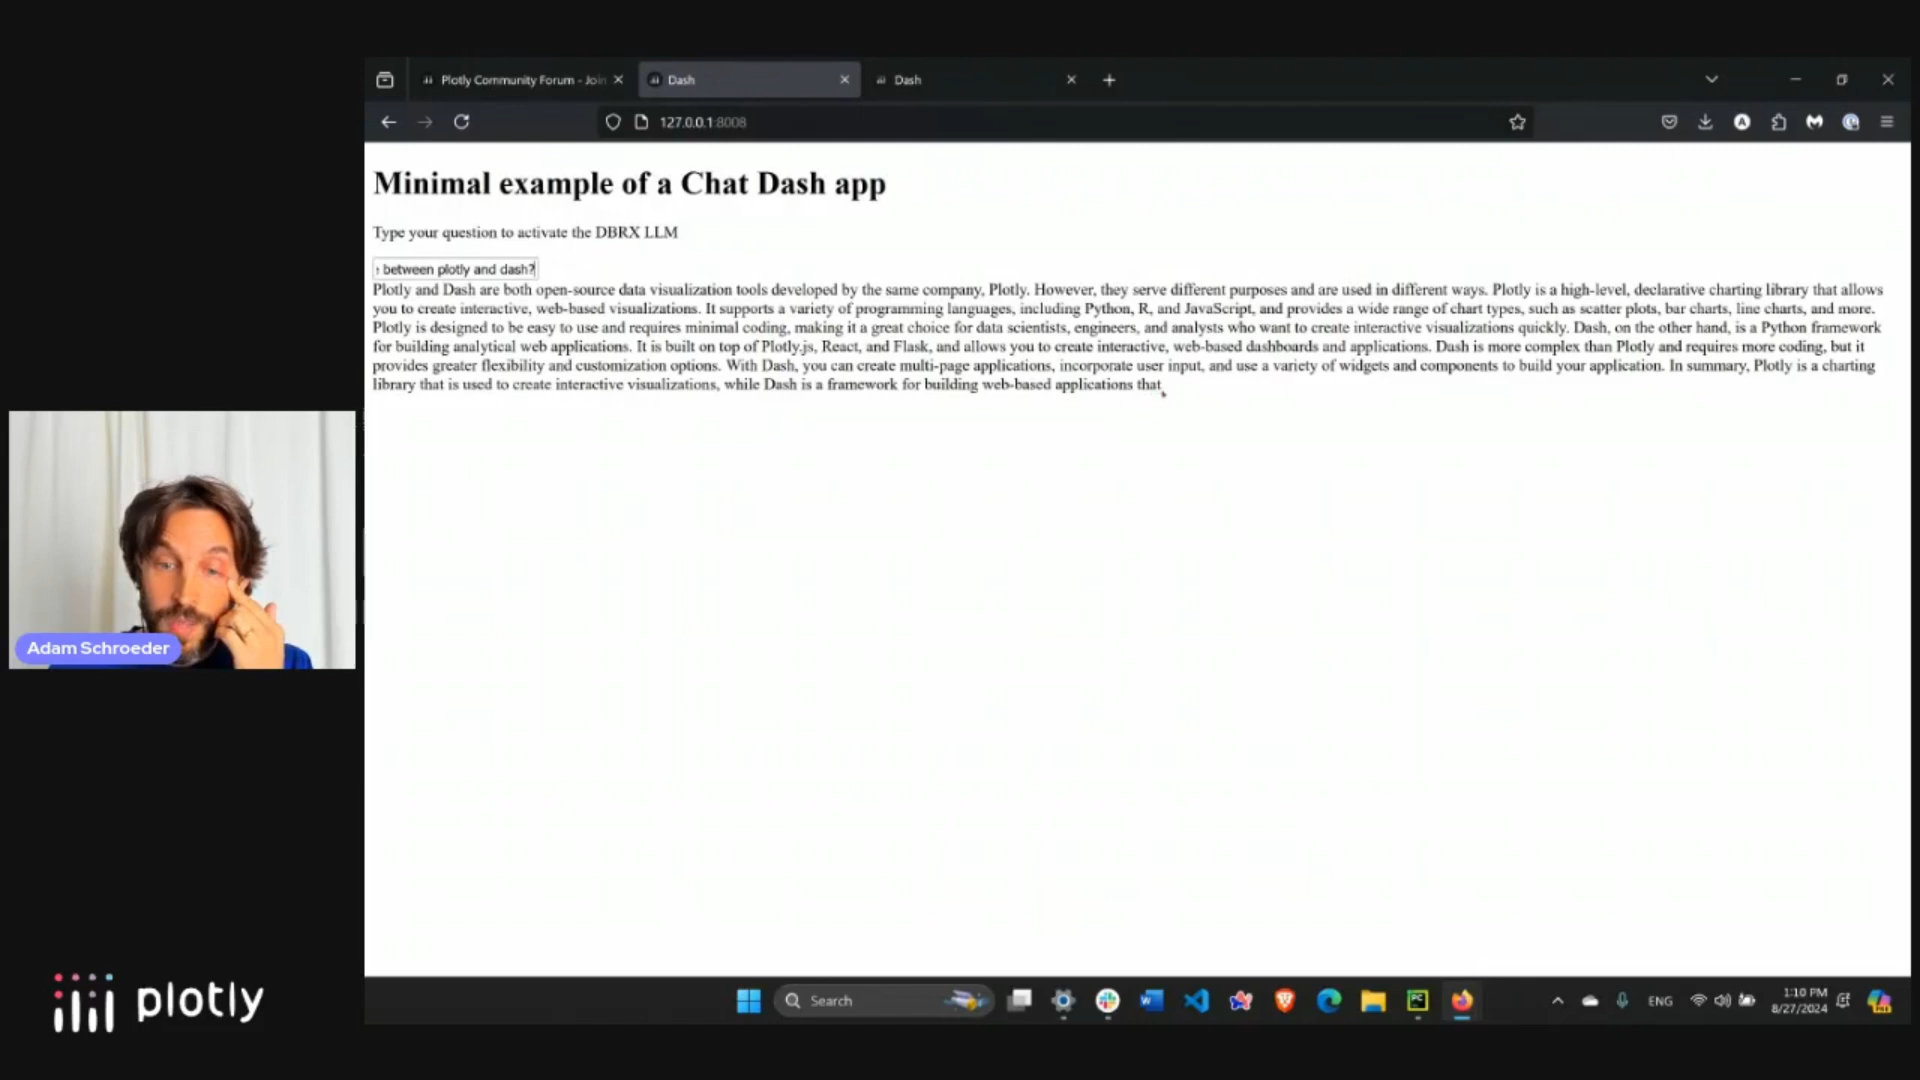 Plotly Community Forum - Join
Dash
Dash
127.0.0.1:8008
Minimal example of a Chat Dash app
Type your question to activate the DBRX LLM
between plotly and dash?
Plotly and Dash are both open-source data visualization tools developed by the same company, Plotly. However, they serve different purposes and are used in different ways. Plotly is a high-level, declarative charting library that allows
you to create interactive, web-based visualizations. It supports a variety of programming languages, including Python, R, and JavaScript, and provides a wide range of chart types, such as scatter plots, bar charts, line charts, and more.
Plotly is designed to be easy to use and requires minimal coding, making it a great choice for data scientists, engineers, and analysts who want to create interactive visualizations quickly. Dash, on the other hand, is a Python framework
for building analytical web applications. It is built on top of Plotly.js, React, and Flask, and allows you to create interactive, web-based dashboards and applications. Dash is more complex than Plotly and requires more coding, but it
provides greater flexibility and customization options. With Dash, you can create multi-page applications, incorporate user input, and use a variety of widgets and components to build your application. In summary, Plotly is a charting
library that is used to create interactive visualizations, while Dash is a framework for building web-based applications that
Adam Schroeder
plotly
Search
ENG
1:10 PM
8/27/2024